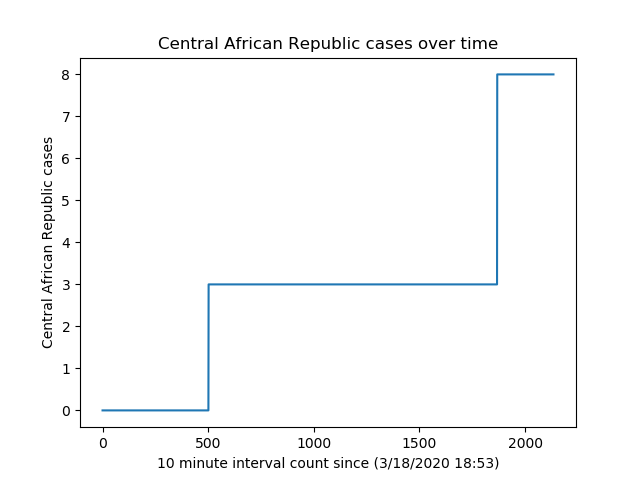 Central African Republic cases over time
Central African Republic cases
8
7
6
5
4
3
2
1
0
0 500 1000 1500 2000
10 minute interval count since (3/18/2020 18:53)